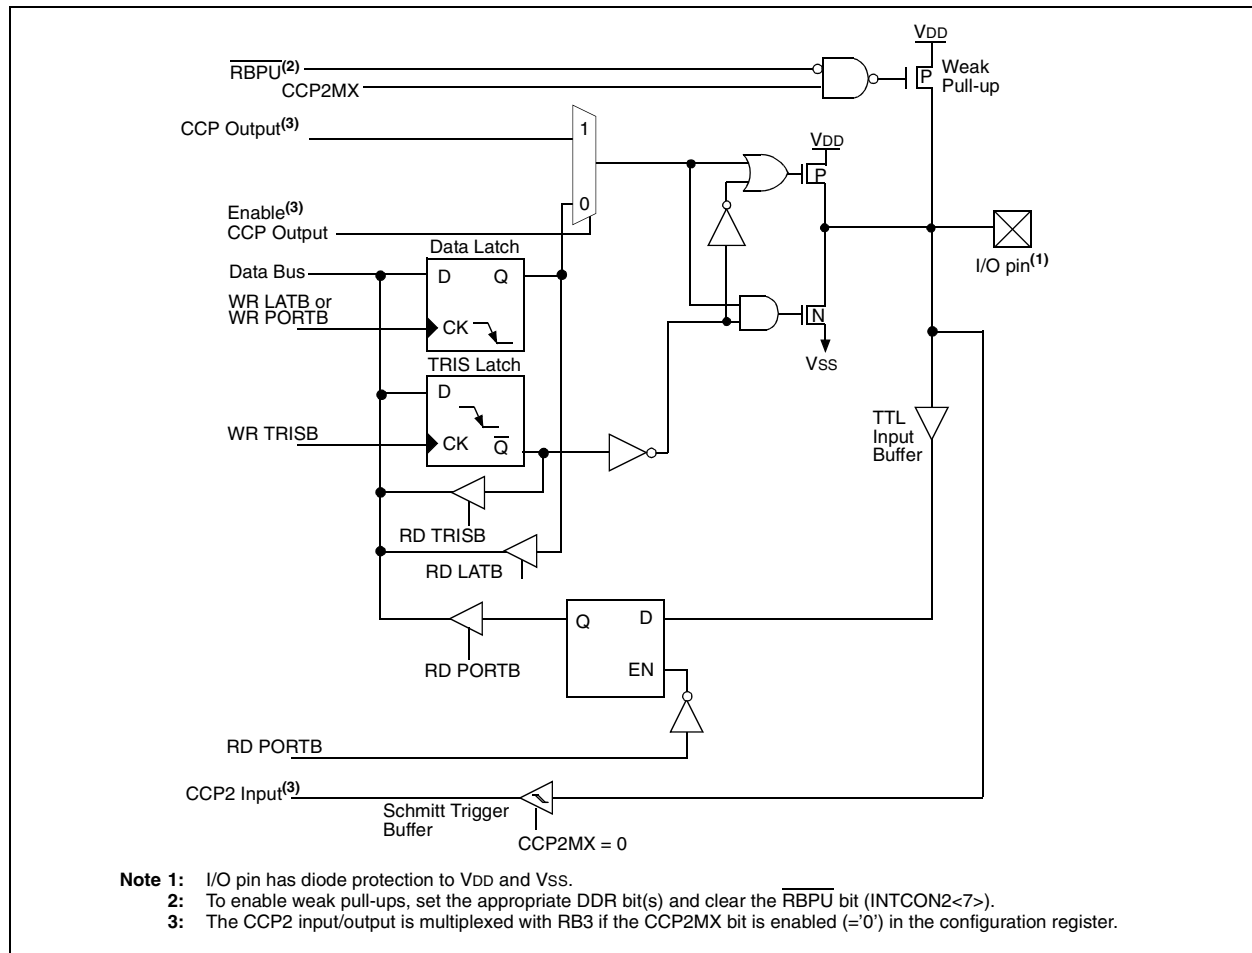 VDD
RBPU(2)
CCP2MX
P
Weak
Pull-up
CCP Output(3)
1
VDD
P
Enable(3)
CCP Output
0
Data Latch
I/O pin(1)
Data Bus
D
Q
WR LATB or
WR PORTB
CK
N
VSS
TRIS Latch
D
WR TRISB
CK
Q
TTL
Input
Buffer
RD TRISB
RD LATB
Q
D
RD PORTB
EN
RD PORTB
CCP2 Input(3)
Schmitt Trigger
Buffer
CCP2MX = 0
Note 1: I/O pin has diode protection to VDD and VSS.
2: To enable weak pull-ups, set the appropriate DDR bit(s) and clear the RBPU bit (INTCON2<7>).
3: The CCP2 input/output is multiplexed with RB3 if the CCP2MX bit is enabled (='0') in the configuration register.